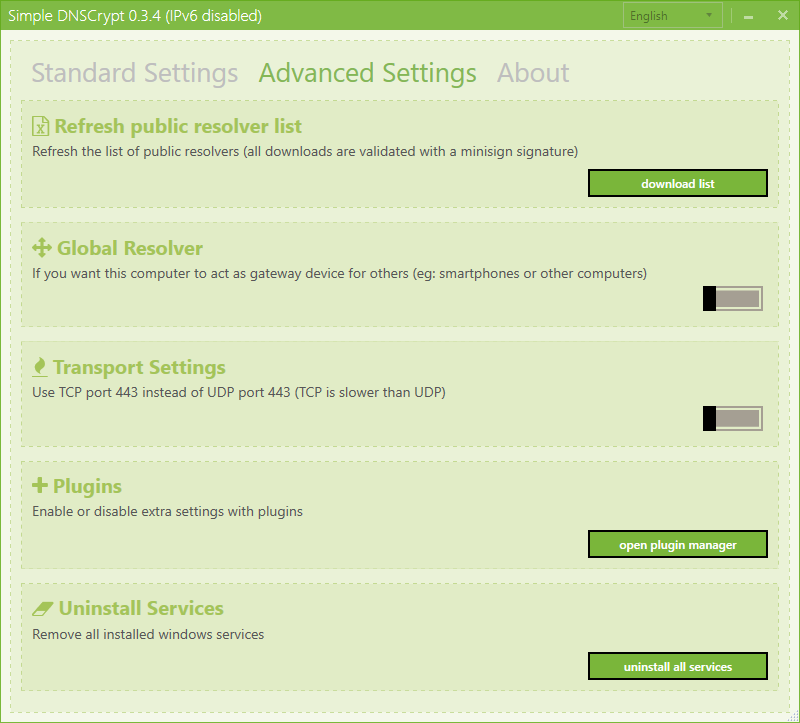 Simple DNSCrypt 0.3.4 (IPv6 disabled)
English
Standard Settings Advanced Settings About
Refresh public resolver list
Refresh the list of public resolvers (all downloads are validated with a minisign signature)
download list
Global Resolver
If you want this computer to act as gateway device for others (eg: smartphones or other computers)
Transport Settings
Use TCP port 443 instead of UDP port 443 (TCP is slower than UDP)
Plugins
Enable or disable extra settings with plugins
open plugin manager
Uninstall Services
Remove all installed windows services
uninstall all services